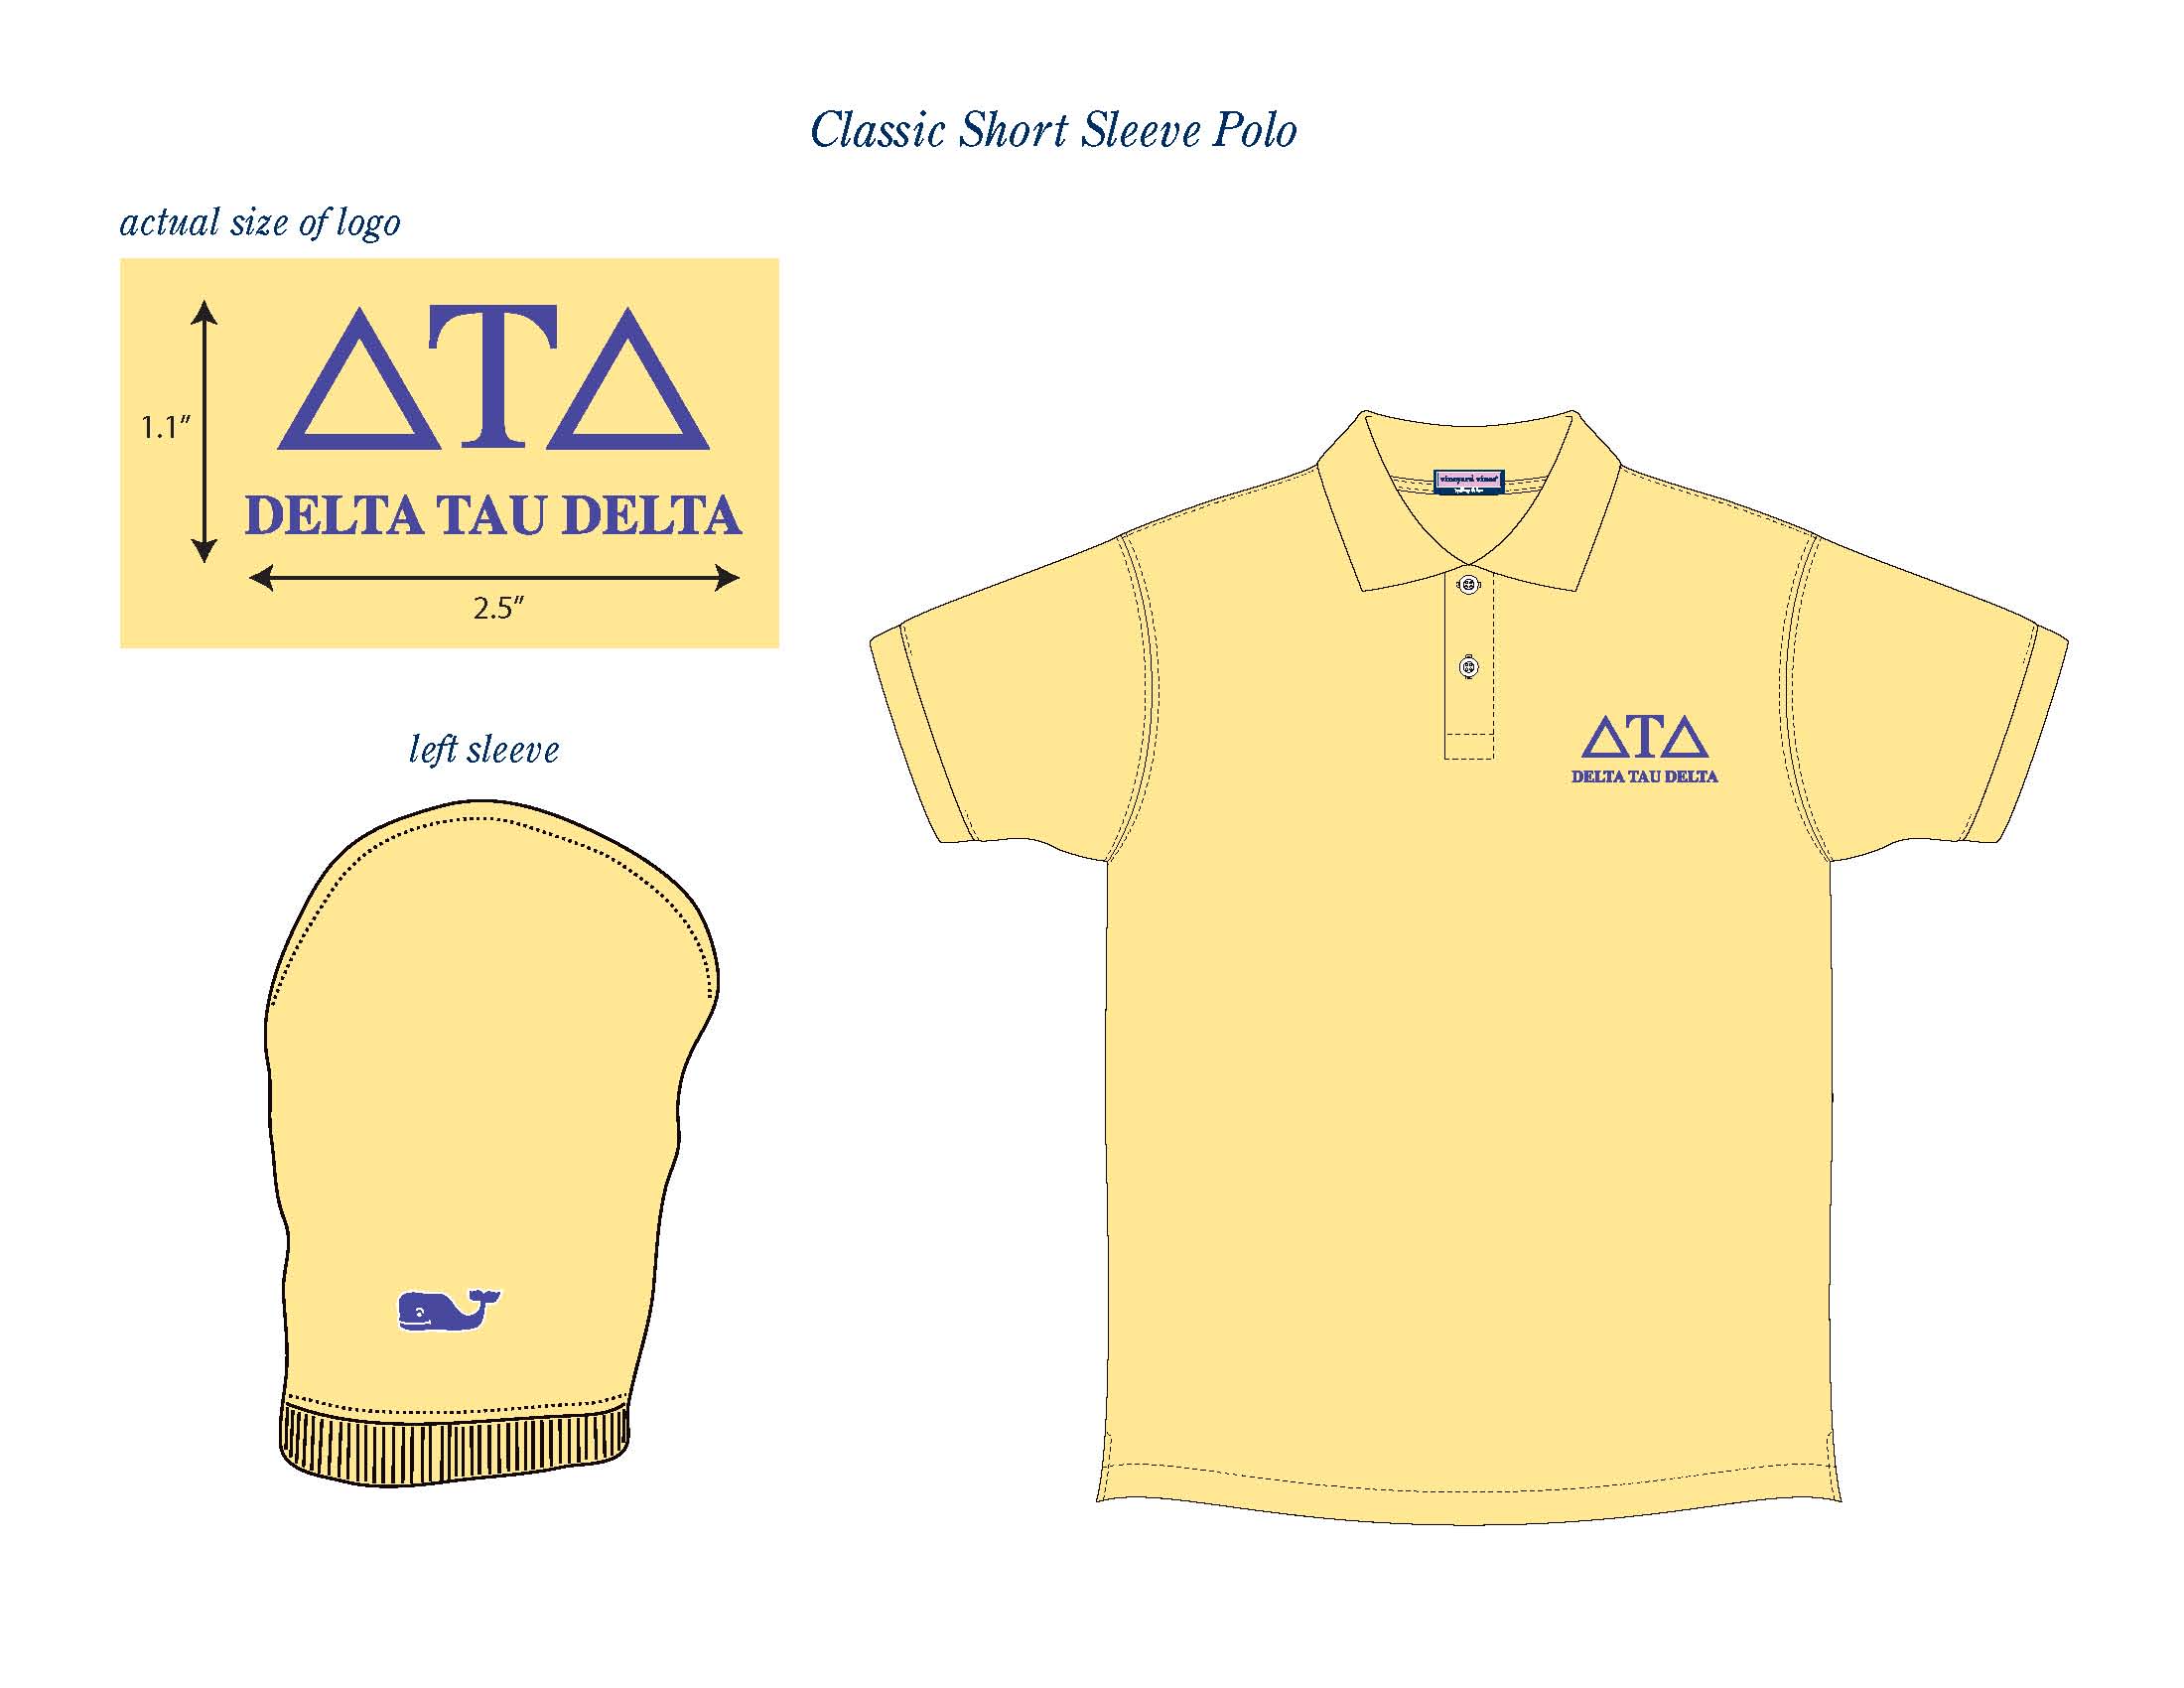 Classic Short Sleeve Polo
actual size of logo
1.1″
ΔΤΔ
DELTA TAU DELTA
2.5″
left sleeve
vineyard vines®
ΔΤΔ
DELTA TAU DELTA